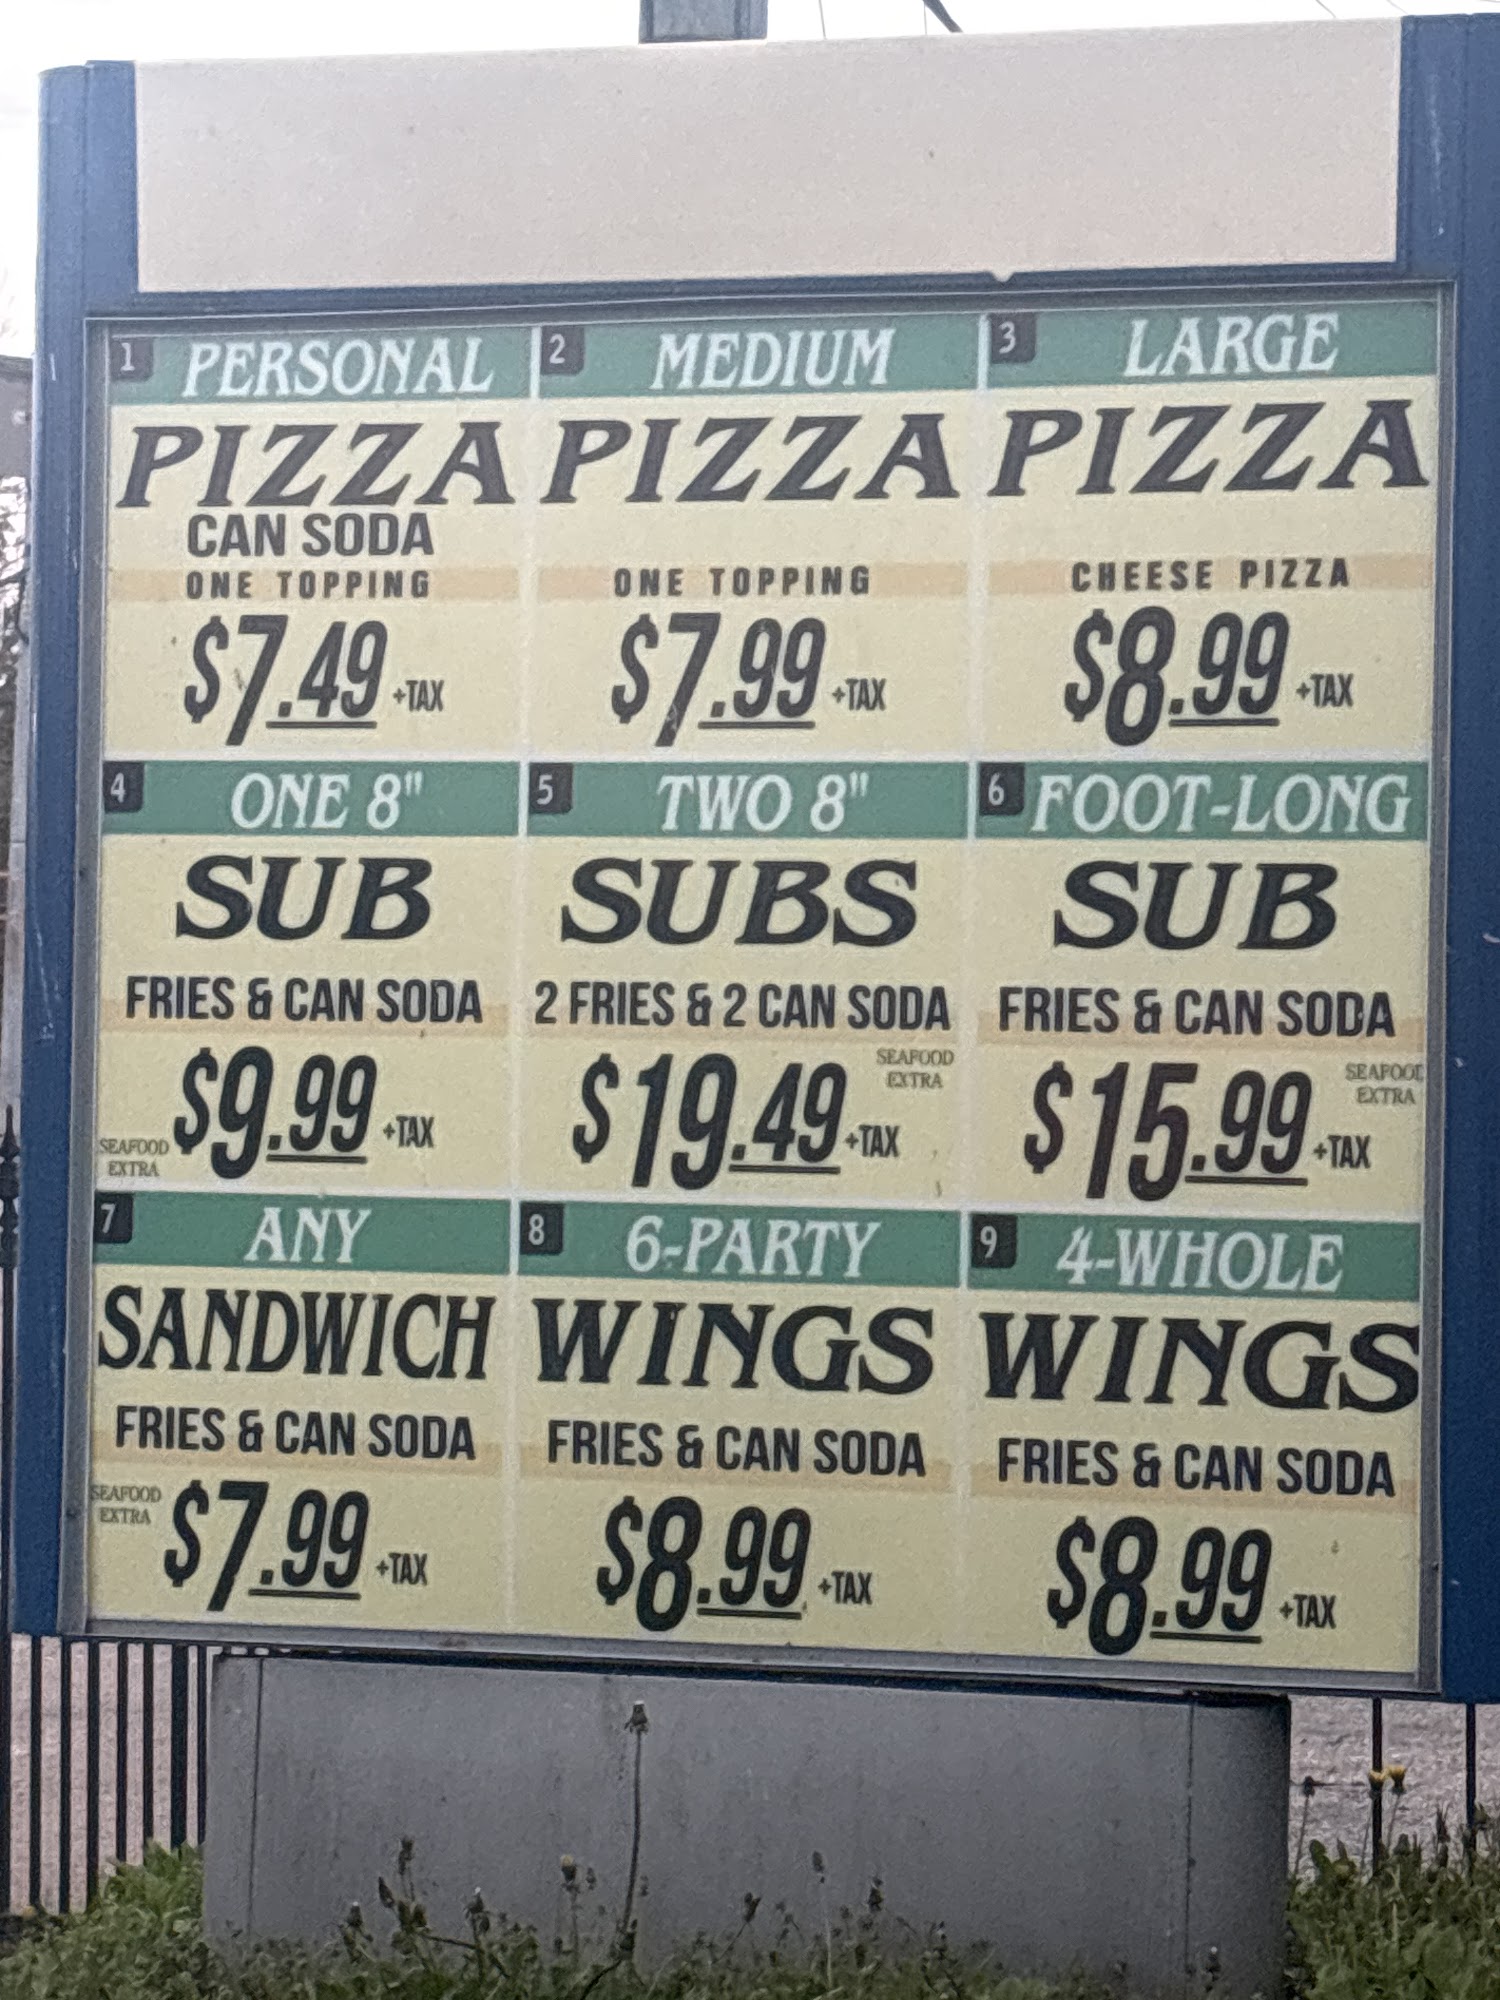 1 PERSONAL
PIZZA
CAN SODA
ONE TOPPING
$7.49 +TAX
2 MEDIUM
PIZZA
ONE TOPPING
$7.99 +TAX
3 LARGE
PIZZA
CHEESE PIZZA
$8.99 +TAX
4 ONE 8"
SUB
FRIES & CAN SODA
$9.99 +TAX
SEAFOOD
EXTRA
5 TWO 8"
SUBS
2 FRIES & 2 CAN SODA
SEAFOOD
EXTRA
$19.49 +TAX
6 FOOT-LONG
SUB
FRIES & CAN SODA
SEAFOOD
EXTRA
$15.99 +TAX
7 ANY
SANDWICH
FRIES & CAN SODA
SEAFOOD
EXTRA
$7.99 +TAX
8 6-PARTY
WINGS
FRIES & CAN SODA
$8.99 +TAX
9 4-WHOLE
WINGS
FRIES & CAN SODA
$8.99 +TAX